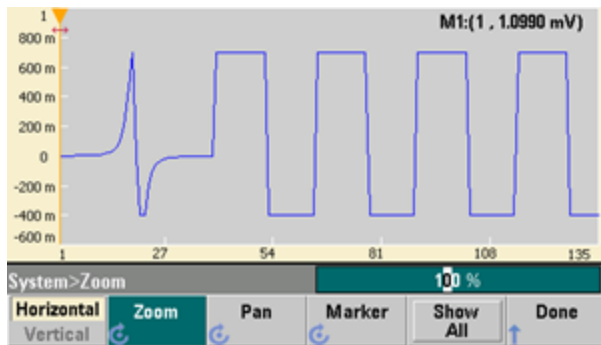 1
M1:(1 , 1.0990 mV)
800 m
600 m
400 m
200 m
0
-200 m
-400 m
-600 m
1 27 54 81 108 135
System>Zoom
100 %
Horizontal
Vertical
Zoom
Pan
Marker
Show
All
Done